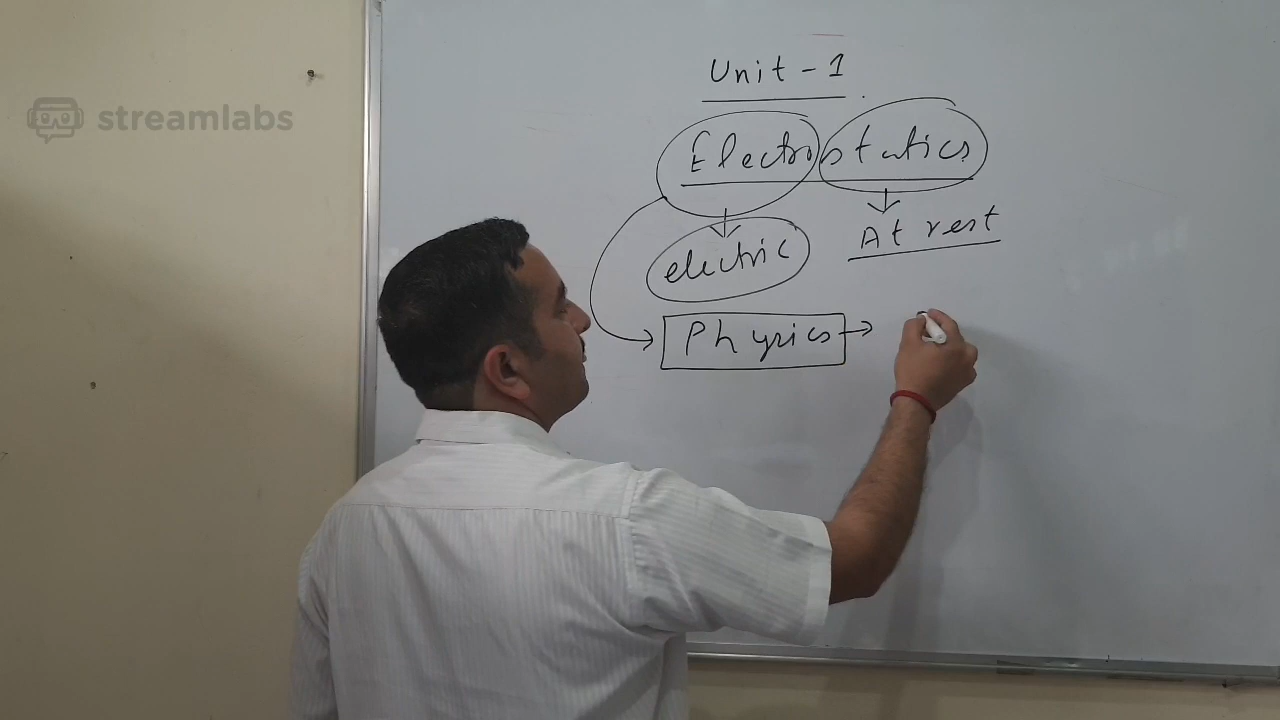 streamlabs
Unit - 1
Electrostatics
electric
At rest
Physics